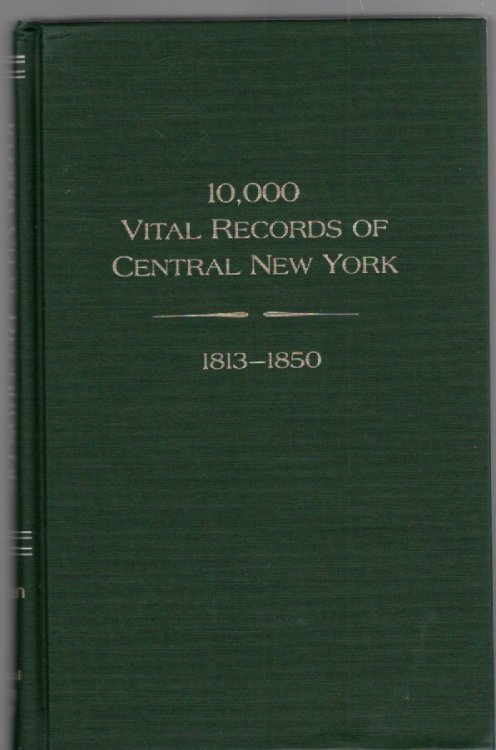 10,000
VITAL RECORDS OF
CENTRAL NEW YORK
1813–1850